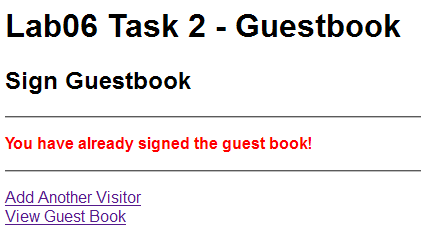 Lab06 Task 2 - Guestbook
Sign Guestbook
You have already signed the guest book!
Add Another Visitor
View Guest Book